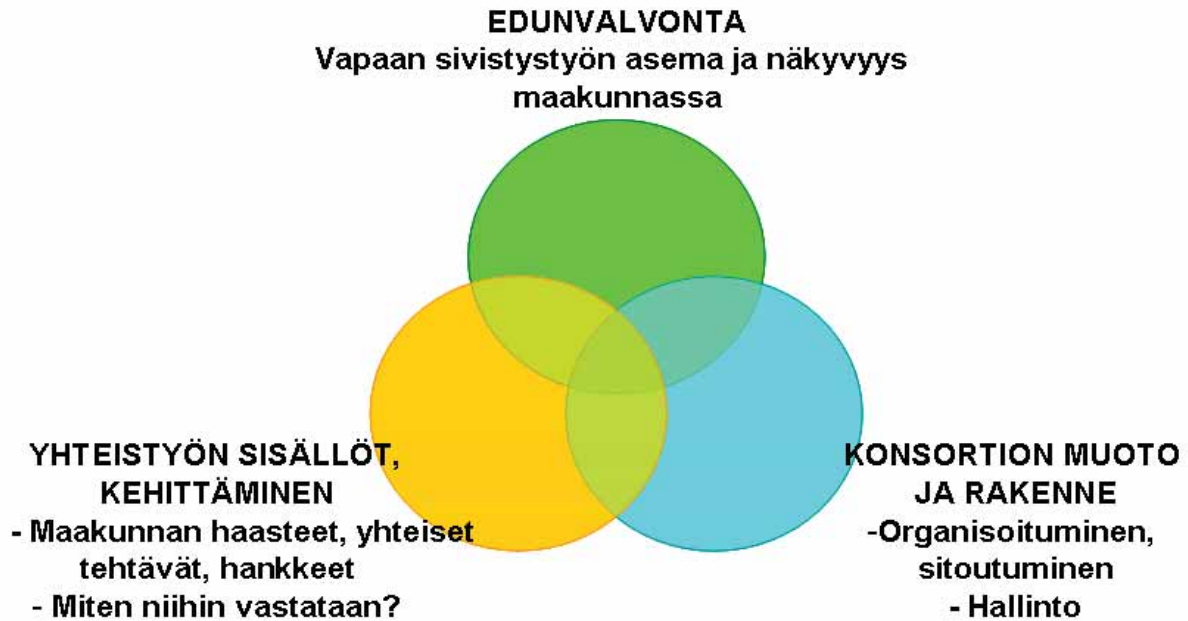 EDUNVALVONTA
Vapaan sivistystyön asema ja näkyvyys
maakunnassa
YHTEISTYÖN SISÄLLÖT,
KEHITTÄMINEN
- Maakunnan haasteet, yhteiset
tehtävät, hankkeet
- Miten niihin vastataan?
KONSORTION MUOTO
JA RAKENNE
-Organisoituminen,
sitoutuminen
- Hallinto